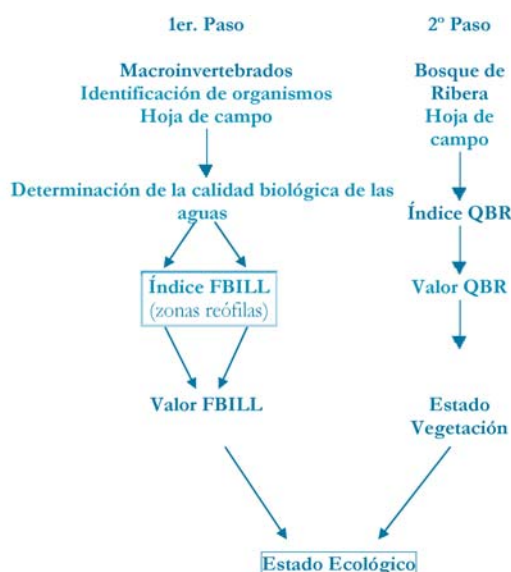 1er. Paso
Macroinvertebrados
Identificación de organismos
Hoja de campo
Determinación de la calidad biológica de las
aguas
Índice FBILL
(zonas reófilas)
Valor FBILL
2º Paso
Bosque de
Ribera
Hoja de
campo
Índice QBR
Valor QBR
Estado
Vegetación
Estado Ecológico